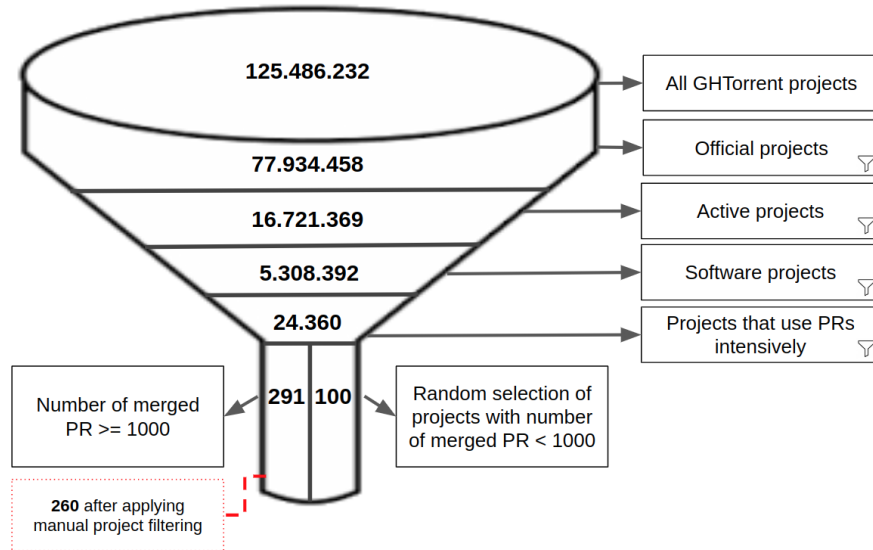 125.486.232
All GHTorrent projects
77.934.458
Official projects
16.721.369
Active projects
5.308.392
Software projects
24.360
Projects that use PRs
intensively
Number of merged
PR >= 1000
291
100
Random selection of
projects with number
of merged PR < 1000
260 after applying
manual project filtering